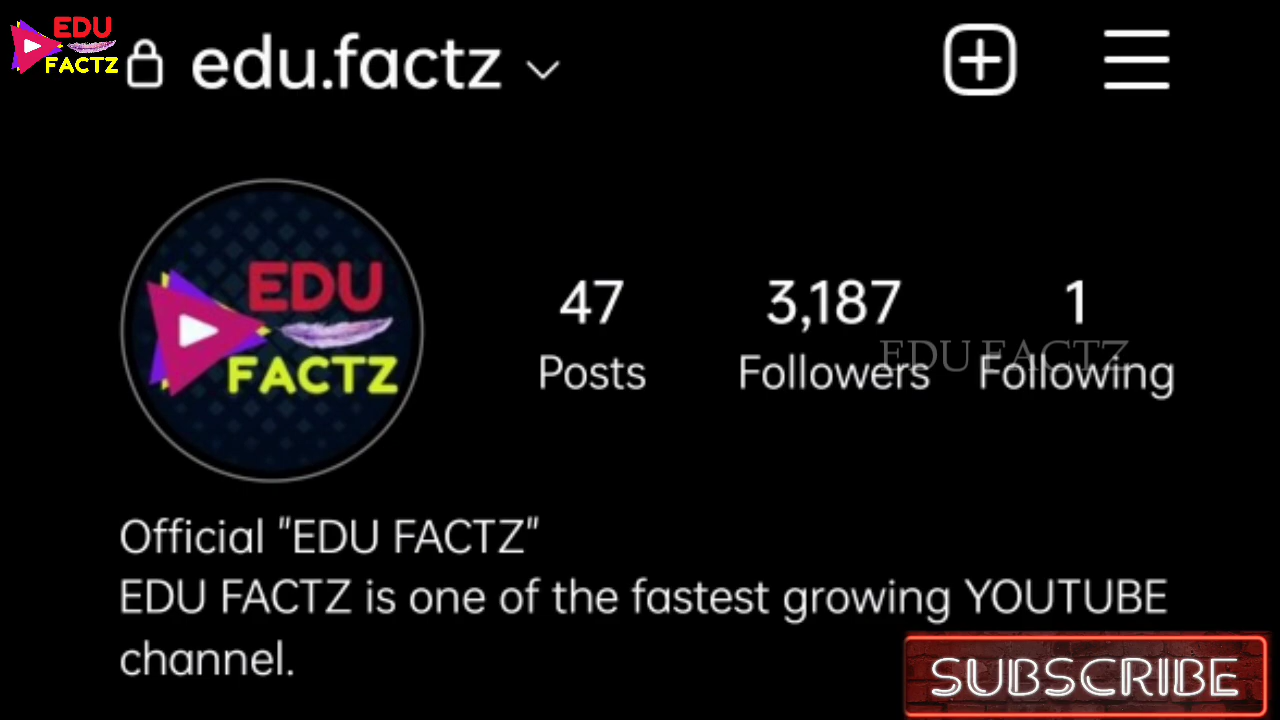 EDU
FACTZ
edu.factz
EDU
FACTZ
47 3,187 1
Posts Followers Following
EDU FACTZ
Official "EDU FACTZ"
EDU FACTZ is one of the fastest growing YOUTUBE
channel.
SUBSCRIBE